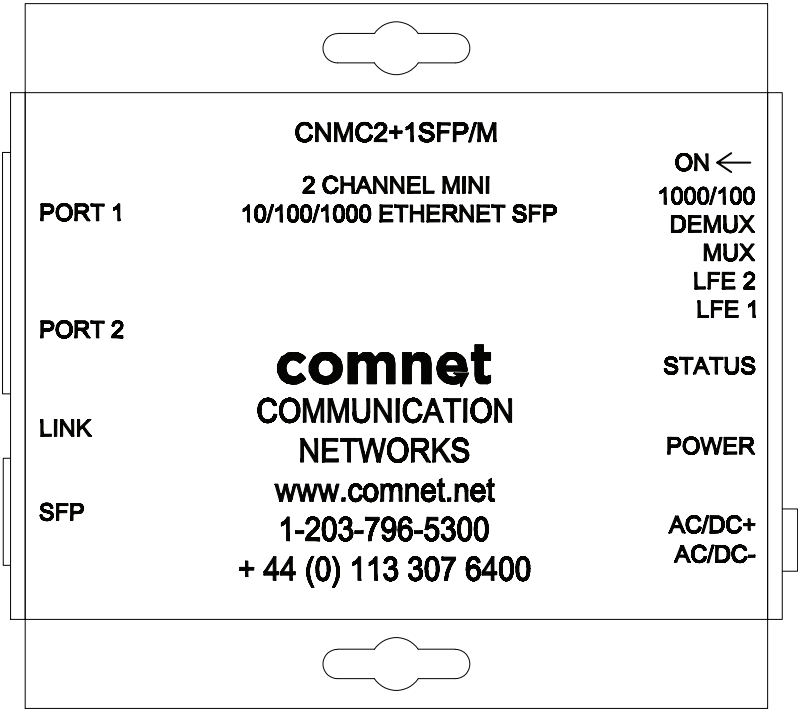 CNMC2+1SFP/M
2 CHANNEL MINI
10/100/1000 ETHERNET SFP
PORT 1
PORT 2
LINK
SFP
comnet
COMMUNICATION
NETWORKS
www.comnet.net
1-203-796-5300
+ 44 (0) 113 307 6400
ON ←
1000/100
DEMUX
MUX
LFE 2
LFE 1
STATUS
POWER
AC/DC+
AC/DC-